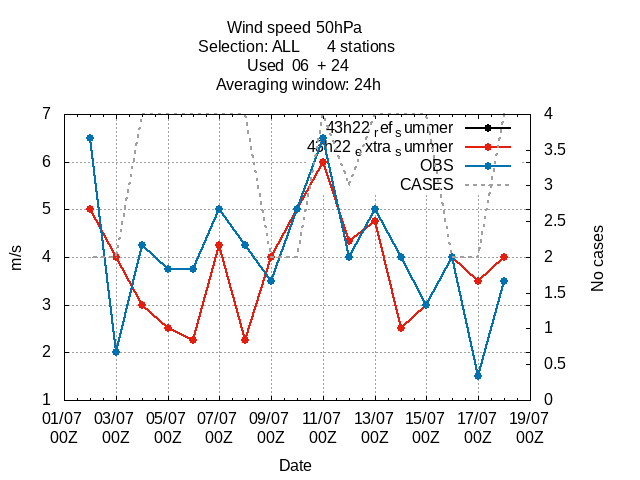 Wind speed 50hPa
Selection: ALL 4 stations
Used 06 + 24
Averaging window: 24h
43h22_ref_summer
43h22_extra_summer
OBS
CASES
7
6
5
4
3
2
1
4
3.5
3
2.5
2
1.5
1
0.5
0
m/s
No cases
01/07 03/07 05/07 07/07 09/07 11/07 13/07 15/07 17/07 19/07
00Z 00Z 00Z 00Z 00Z 00Z 00Z 00Z 00Z 00Z
Date